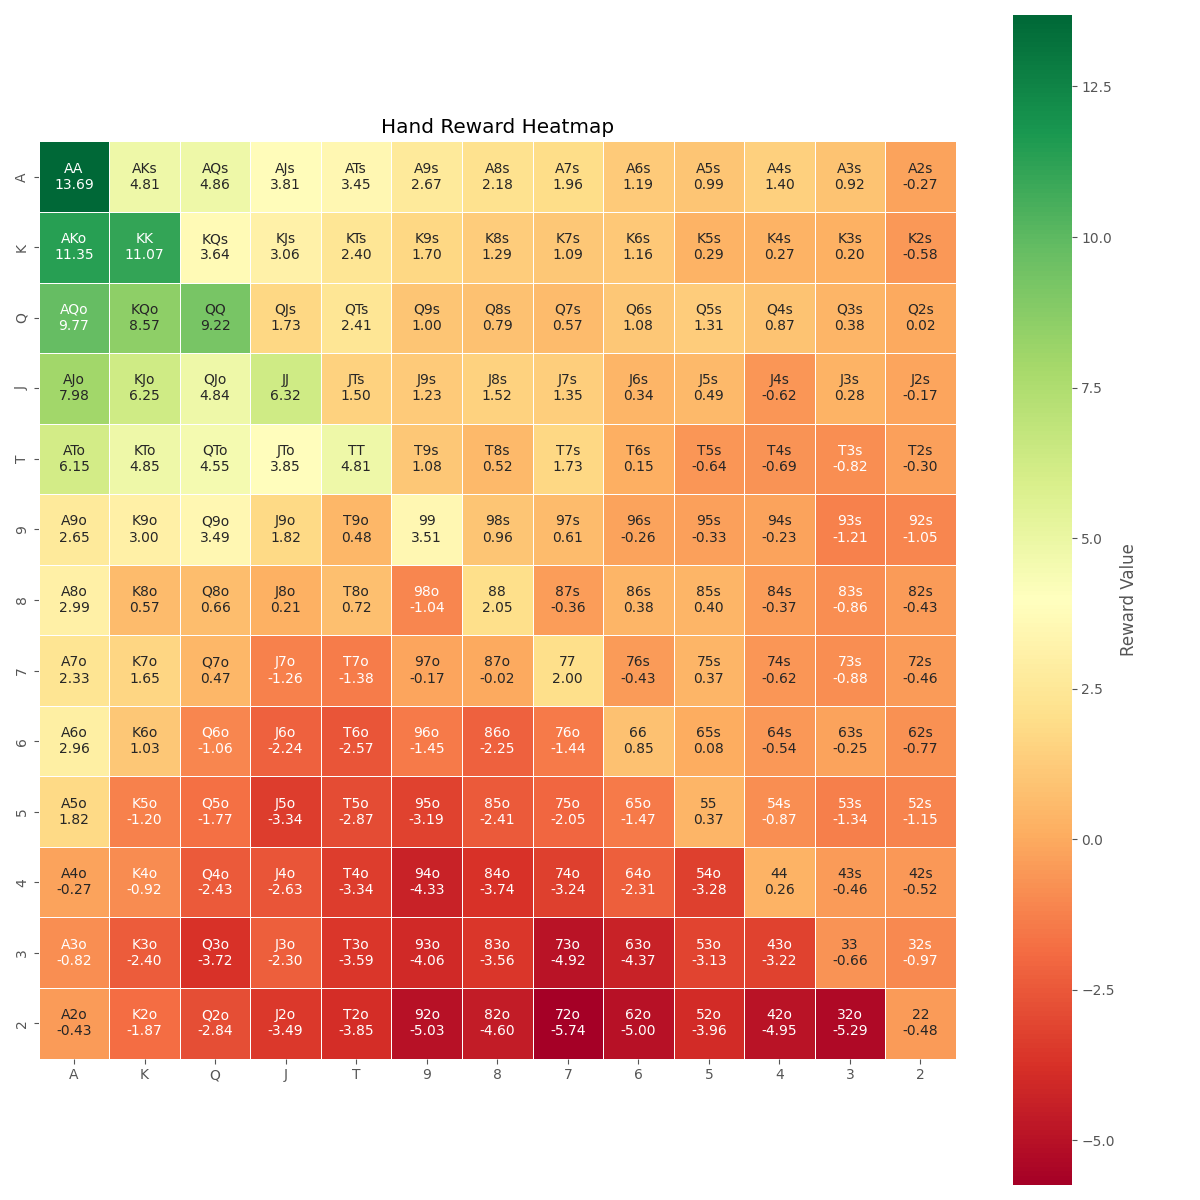 Hand Reward Heatmap
A
AA AKs AQs AJs ATs A9s A8s A7s A6s A5s A4s A3s A2s
13.69 4.81 4.86 3.81 3.45 2.67 2.18 1.96 1.19 0.99 1.40 0.92 -0.27
K
AKo KK KQs KJs KTs K9s K8s K7s K6s K5s K4s K3s K2s
11.35 11.07 3.64 3.06 2.40 1.70 1.29 1.09 1.16 0.29 0.27 0.20 -0.58
Q
AQo KQo QQ QJs QTs Q9s Q8s Q7s Q6s Q5s Q4s Q3s Q2s
9.77 8.57 9.22 1.73 2.41 1.00 0.79 0.57 1.08 1.31 0.87 0.38 0.02
J
AJo KJo QJo JJ JTs J9s J8s J7s J6s J5s J4s J3s J2s
7.98 6.25 4.84 6.32 1.50 1.23 1.52 1.35 0.34 0.49 -0.62 0.28 -0.17
T
ATo KTo QTo JTo TT T9s T8s T7s T6s T5s T4s T3s T2s
6.15 4.85 4.55 3.85 4.81 1.08 0.52 1.73 0.15 -0.64 -0.69 -0.82 -0.30
9
A9o K9o Q9o J9o T9o 99 98s 97s 96s 95s 94s 93s 92s
2.65 3.00 3.49 1.82 0.48 3.51 0.96 0.61 -0.26 -0.33 -0.23 -1.21 -1.05
8
A8o K8o Q8o J8o T8o 98o 88 87s 86s 85s 84s 83s 82s
2.99 0.57 0.66 0.21 0.72 -1.04 2.05 -0.36 0.38 0.40 -0.37 -0.86 -0.43
7
A7o K7o Q7o J7o T7o 97o 87o 77 76s 75s 74s 73s 72s
2.33 1.65 0.47 -1.26 -1.38 -0.17 -0.02 2.00 -0.43 0.37 -0.62 -0.88 -0.46
6
A6o K6o Q6o J6o T6o 96o 86o 76o 66 65s 64s 63s 62s
2.96 1.03 -1.06 -2.24 -2.57 -1.45 -2.25 -1.44 0.85 0.08 -0.54 -0.25 -0.77
5
A5o K5o Q5o J5o T5o 95o 85o 75o 65o 55 54s 53s 52s
1.82 -1.20 -1.77 -3.34 -2.87 -3.19 -2.41 -2.05 -1.47 0.37 -0.87 -1.34 -1.15
4
A4o K4o Q4o J4o T4o 94o 84o 74o 64o 54o 44 43s 42s
-0.27 -0.92 -2.43 -2.63 -3.34 -4.33 -3.74 -3.24 -2.31 -3.28 0.26 -0.46 -0.52
3
A3o K3o Q3o J3o T3o 93o 83o 73o 63o 53o 43o 33 32s
-0.82 -2.40 -3.72 -2.30 -3.59 -4.06 -3.56 -4.92 -4.37 -3.13 -3.22 -0.66 -0.97
2
A2o K2o Q2o J2o T2o 92o 82o 72o 62o 52o 42o 32o 22
-0.43 -1.87 -2.84 -3.49 -3.85 -5.03 -4.60 -5.74 -5.00 -3.96 -4.95 -5.29 -0.48
A K Q J T 9 8 7 6 5 4 3 2
12.5
10.0
7.5
5.0
2.5
0.0
−2.5
−5.0
Reward Value